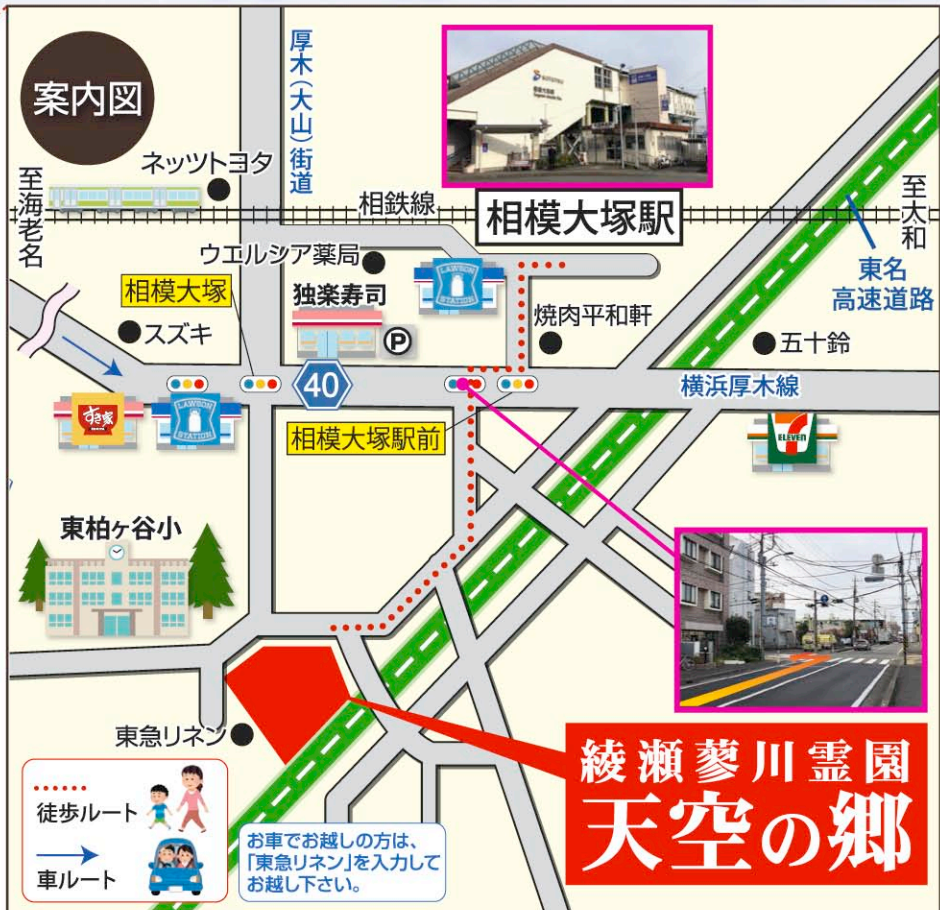 案内図
厚木(大山)街道
ネッツトヨタ
至海老名
相鉄線
相模大塚駅
至大和
東名
高速道路
ウエルシア薬局
LAWSON
STATION
相模大塚
独楽寿司
P
焼肉平和軒
スズキ
五十鈴
40
横浜厚木線
すき家
LAWSON
STATION
相模大塚駅前
7
ELEVEN
東柏ヶ谷小
東急リネン
綾瀬蓼川霊園
天空の郷
徒歩ルート
車ルート
お車でお越しの方は、
「東急リネン」を入力して
お越し下さい。